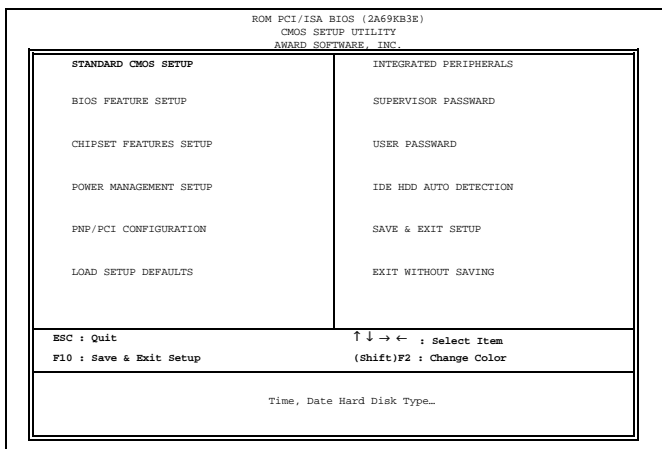 ROM PCI/ISA BIOS (2A69KB3E)
CMOS SETUP UTILITY
AWARD SOFTWARE, INC.
STANDARD CMOS SETUP
INTEGRATED PERIPHERALS
BIOS FEATURE SETUP
SUPERVISOR PASSWARD
CHIPSET FEATURES SETUP
USER PASSWARD
POWER MANAGEMENT SETUP
IDE HDD AUTO DETECTION
PNP/PCI CONFIGURATION
SAVE & EXIT SETUP
LOAD SETUP DEFAULTS
EXIT WITHOUT SAVING
ESC : Quit
↑ ↓ → ← : Select Item
F10 : Save & Exit Setup
(Shift)F2 : Change Color
Time, Date Hard Disk Type…